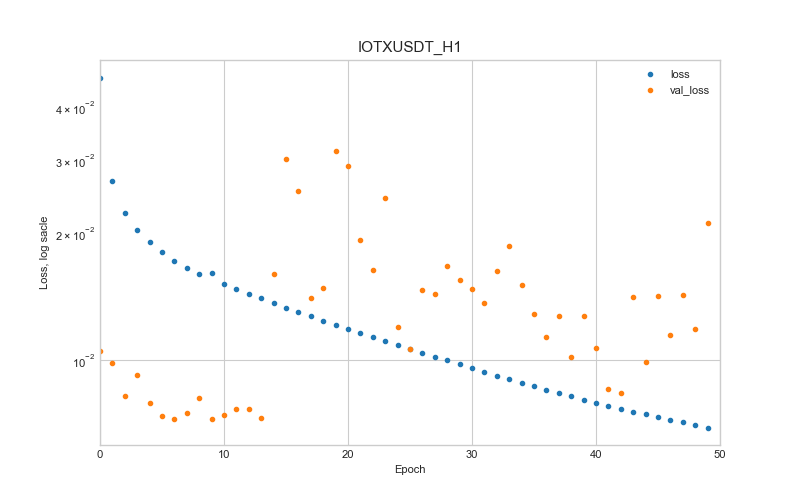 IOTXUSDT_H1
loss
val_loss
Loss, log sacle
4 × 10⁻²
3 × 10⁻²
2 × 10⁻²
10⁻²
0 10 20 30 40 50
Epoch